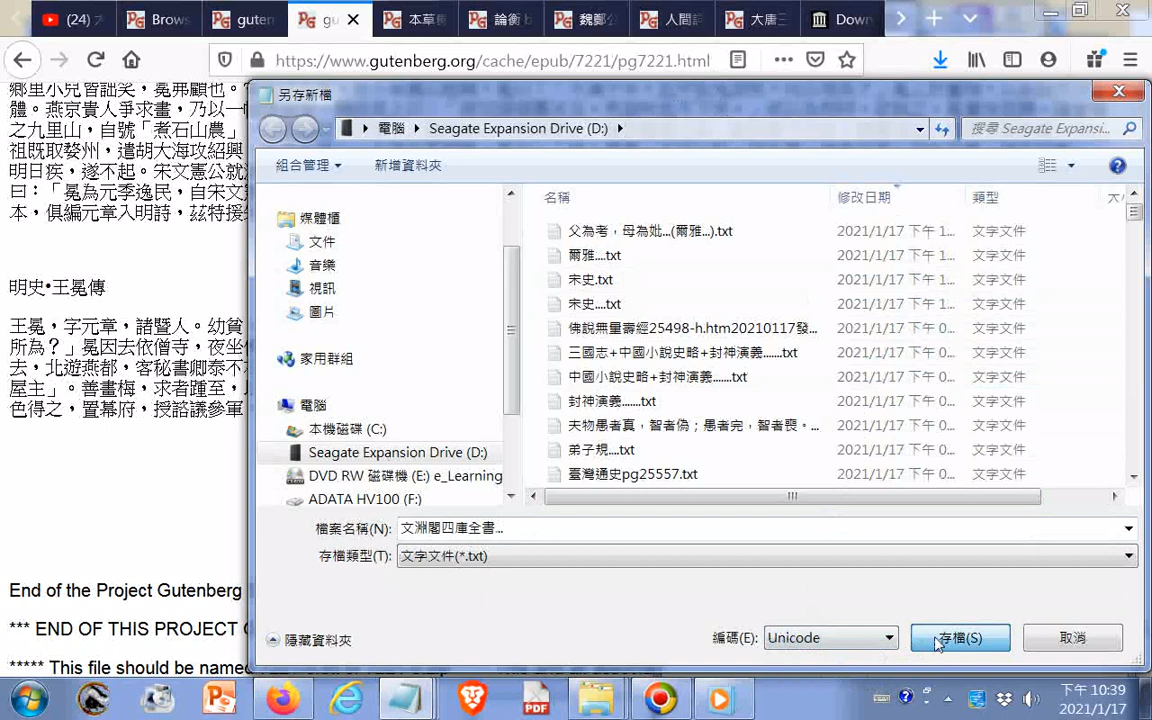 (24)
Brows
guten
gu
本草
論衡 b
魏鄭
人間
大唐三
Down
https://www.gutenberg.org/cache/epub/7221/pg7221.html
鄉里小兒皆訕笑，冕弗顧也。
體。燕京貴人爭求畫，乃以一
之九里山，自號「煮石山農」
祖既取婺州，遣胡大海攻紹興
明日疾，遂不起。宋文憲公就
曰：「冕為元季逸民，自宋文
本，俱編元章入明詩，茲特援
明史•王冕傳
王冕，字元章，諸暨人。幼貧
所為？」冕因去依僧寺，夜坐
去，北遊燕都，客秘書卿泰不
屋主」。善畫梅，求者踵至，
色得之，置幕府，授諮議參軍
End of the Project Gutenberg
*** END OF THIS PROJECT
***** This file should be named
另存新檔
電腦
Seagate Expansion Drive (D:)
搜尋 Seagate Expansi...
組合管理
新增資料夾
媒體櫃
文件
音樂
視訊
圖片
家用群組
電腦
本機磁碟 (C:)
Seagate Expansion Drive (D:)
DVD RW 磁碟機 (E:) e_Learning
ADATA HV100 (F:)
名稱 修改日期 類型 大
父為考，母為妣...(爾雅...).txt 2021/1/17 下午 1... 文字文件
爾雅....txt 2021/1/17 下午 1... 文字文件
宋史.txt 2021/1/17 下午 1... 文字文件
宋史....txt 2021/1/17 下午 1... 文字文件
佛說無量壽經25498-h.htm20210117發... 2021/1/17 下午 0... 文字文件
三國志+中國小說史略+封神演義.......txt 2021/1/17 下午 0... 文字文件
中國小說史略+封神演義.......txt 2021/1/17 下午 0... 文字文件
封神演義.......txt 2021/1/17 下午 0... 文字文件
夫物愚者真，智者偽；愚者完，智者喪。... 2021/1/17 下午 0... 文字文件
弟子規....txt 2021/1/17 下午 0... 文字文件
臺灣通史pg25557.txt 2021/1/17 下午 0... 文字文件
檔案名稱(N): 文淵閣四庫全書...
存檔類型(T): 文字文件(*.txt)
隱藏資料夾
編碼(E): Unicode
存檔(S)
取消
PDF
下午 10:39
2021/1/17